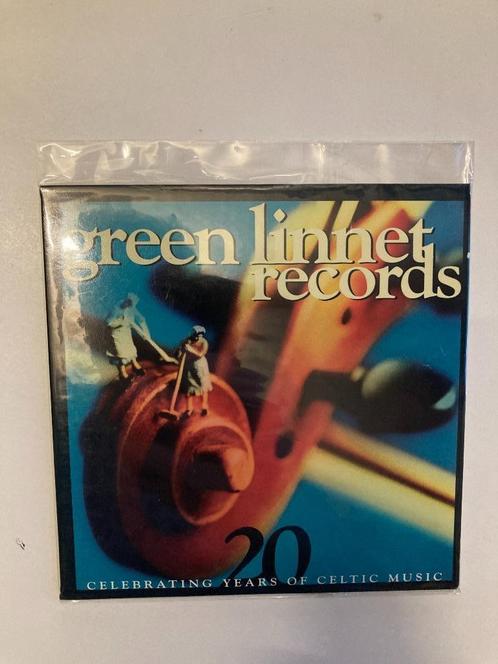 green linnet
records
20
CELEBRATING YEARS OF CELTIC MUSIC